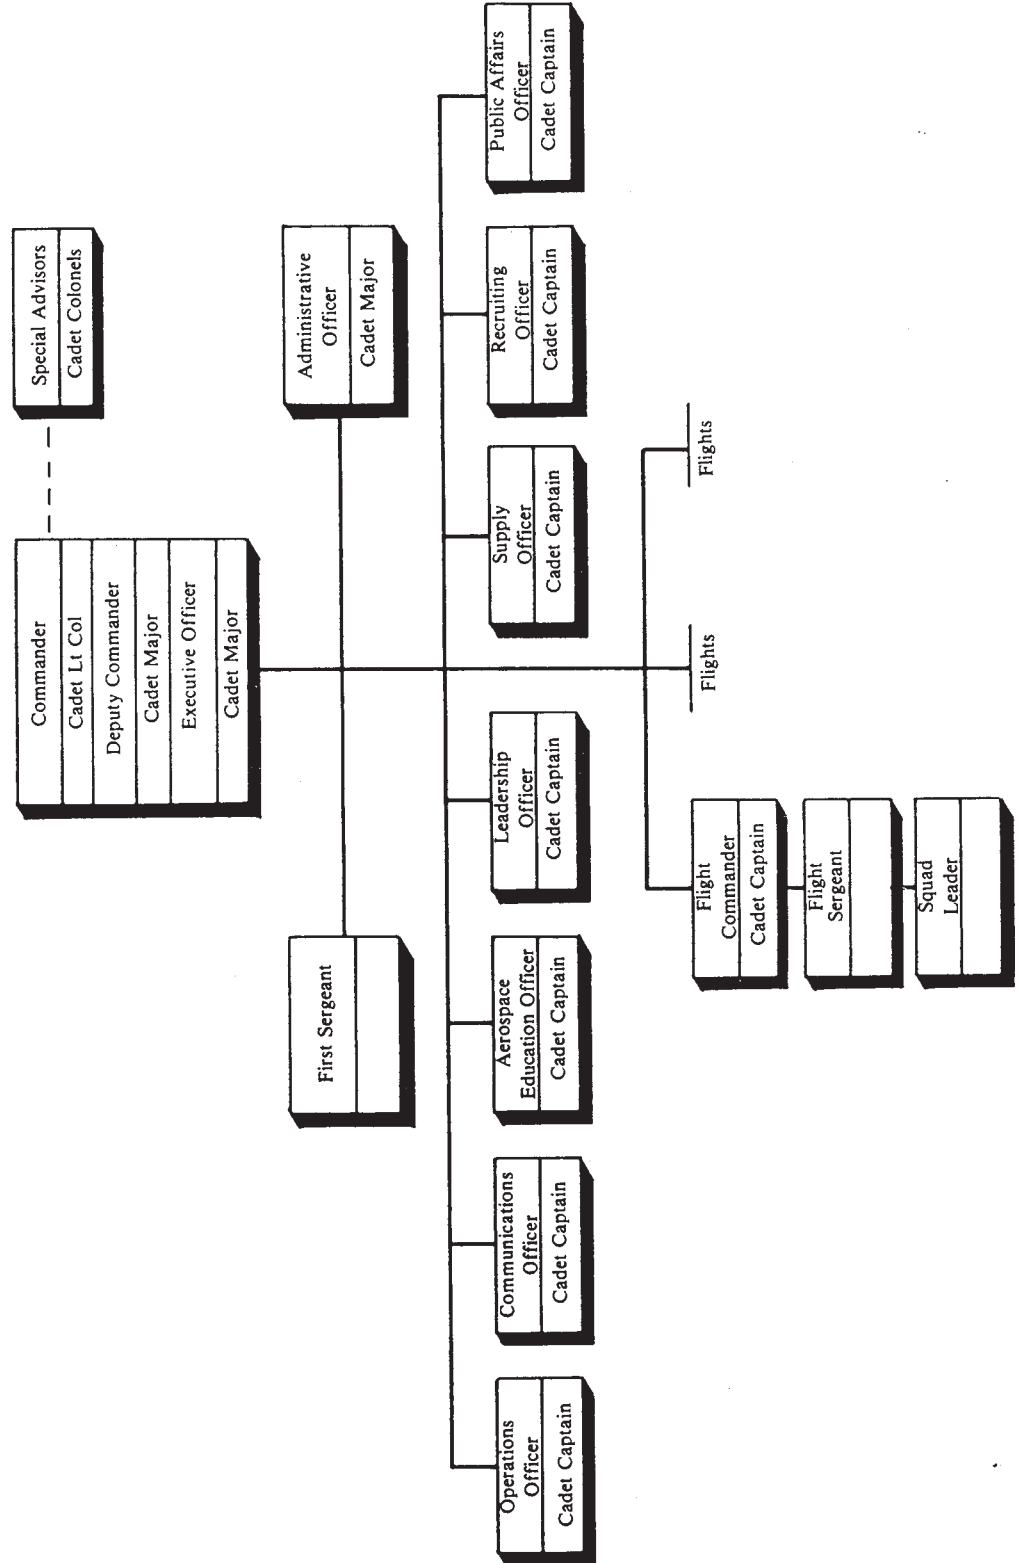 Commander
Cadet Lt Col
Deputy Commander
Cadet Major
Executive Officer
Cadet Major
Special Advisors
Cadet Colonels
First Sergeant
Administrative
Officer
Cadet Major
Operations
Officer
Cadet Captain
Communications
Officer
Cadet Captain
Aerospace
Education Officer
Cadet Captain
Leadership
Officer
Cadet Captain
Supply
Officer
Cadet Captain
Recruiting
Officer
Cadet Captain
Public Affairs
Officer
Cadet Captain
Flight
Commander
Cadet Captain
Flight
Sergeant
Squad
Leader
Flights
Flights